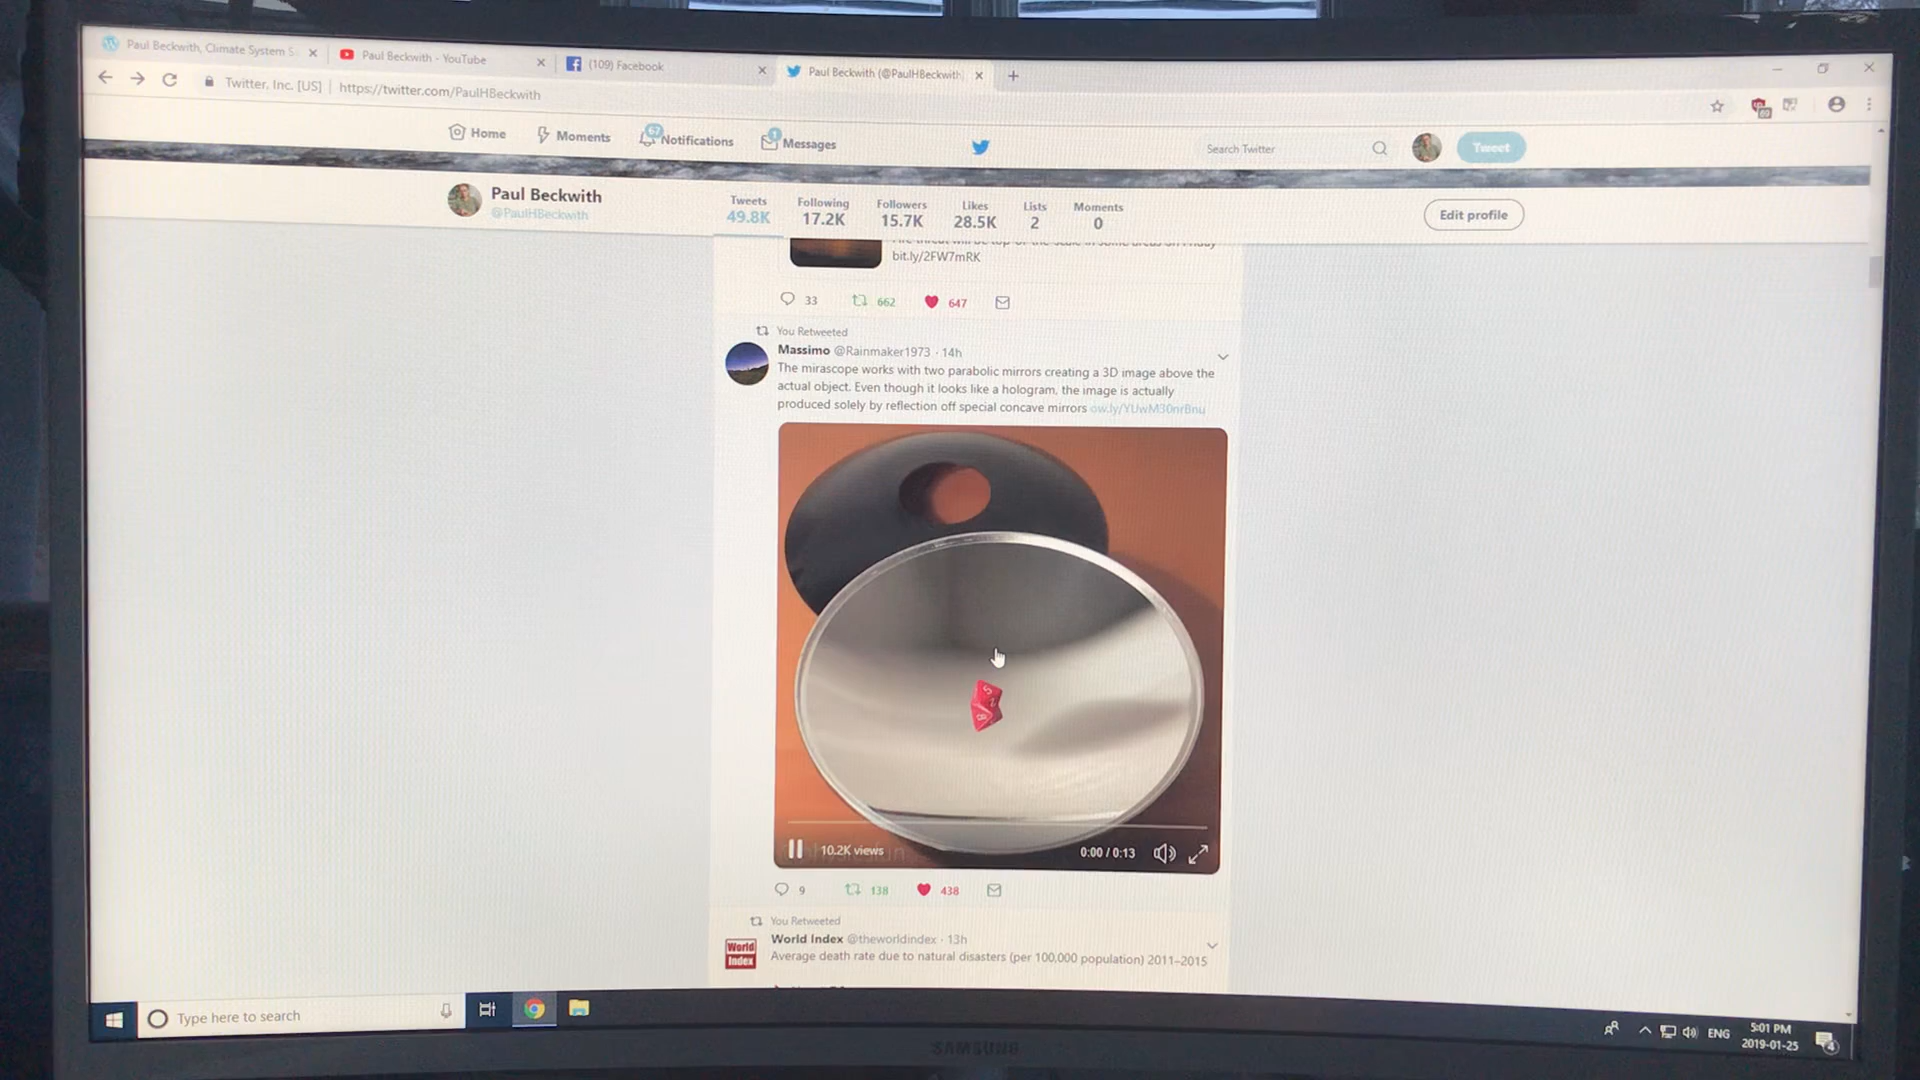 Paul Beckwith, Climate System S
Paul Beckwith - YouTube
(109) Facebook
Paul Beckwith (@PaulHBeckwith
Twitter, Inc. [US] | https://twitter.com/PaulHBeckwith
Home
Moments
67
Notifications
1
Messages
Search Twitter
Tweet
Paul Beckwith
@PaulHBeckwith
Tweets
49.8K
Following
17.2K
Followers
15.7K
Likes
28.5K
Lists
2
Moments
0
Edit profile
bit.ly/2FW7mRK
33 662 647
You Retweeted
Massimo @Rainmaker1973 · 14h
The mirascope works with two parabolic mirrors creating a 3D image above the
actual object. Even though it looks like a hologram, the image is actually
produced solely by reflection off special concave mirrors ow.ly/YUwM30nrBnu
5
2
8
10.2K views
0:00 / 0:13
9 138 438
You Retweeted
World Index
World Index @theworldindex · 13h
Average death rate due to natural disasters (per 100,000 population) 2011–2015
Type here to search
ENG
5:01 PM
2019-01-25
4
SAMSUNG